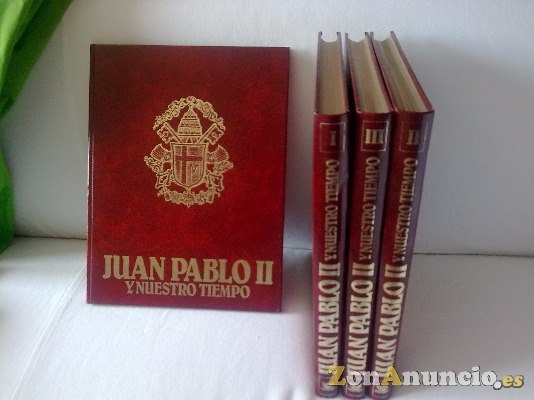 JUAN PABLO II
Y NUESTRO TIEMPO
I
JUAN PABLO II Y NUESTRO TIEMPO
III
JUAN PABLO II Y NUESTRO TIEMPO
II
JUAN PABLO II Y NUESTRO TIEMPO
ZonAnuncio.es